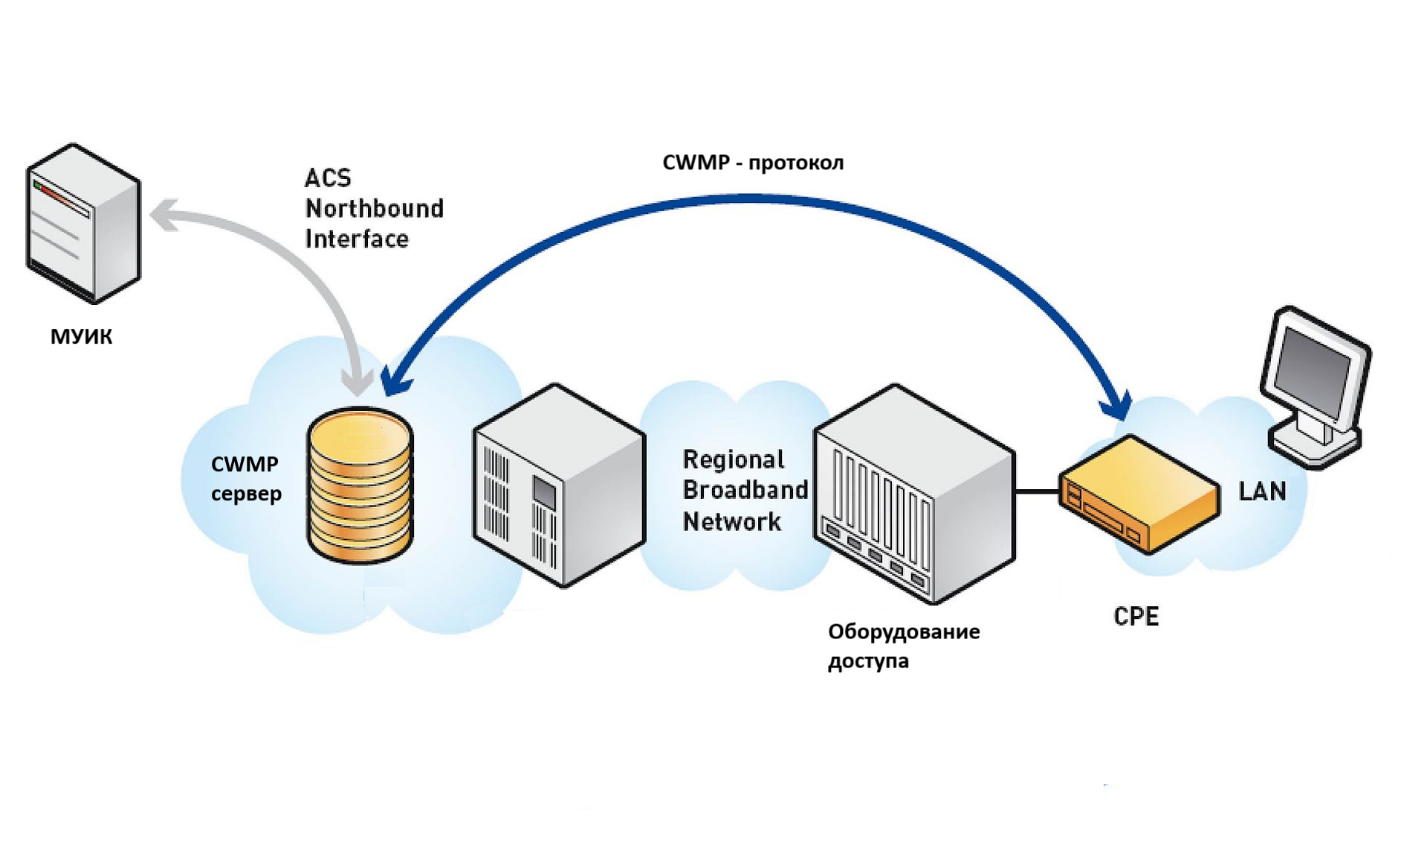 CWMP - протокол
ACS
Northbound
Interface
МУИК
CWMP
сервер
Regional
Broadband
Network
LAN
CPE
Оборудование
доступа